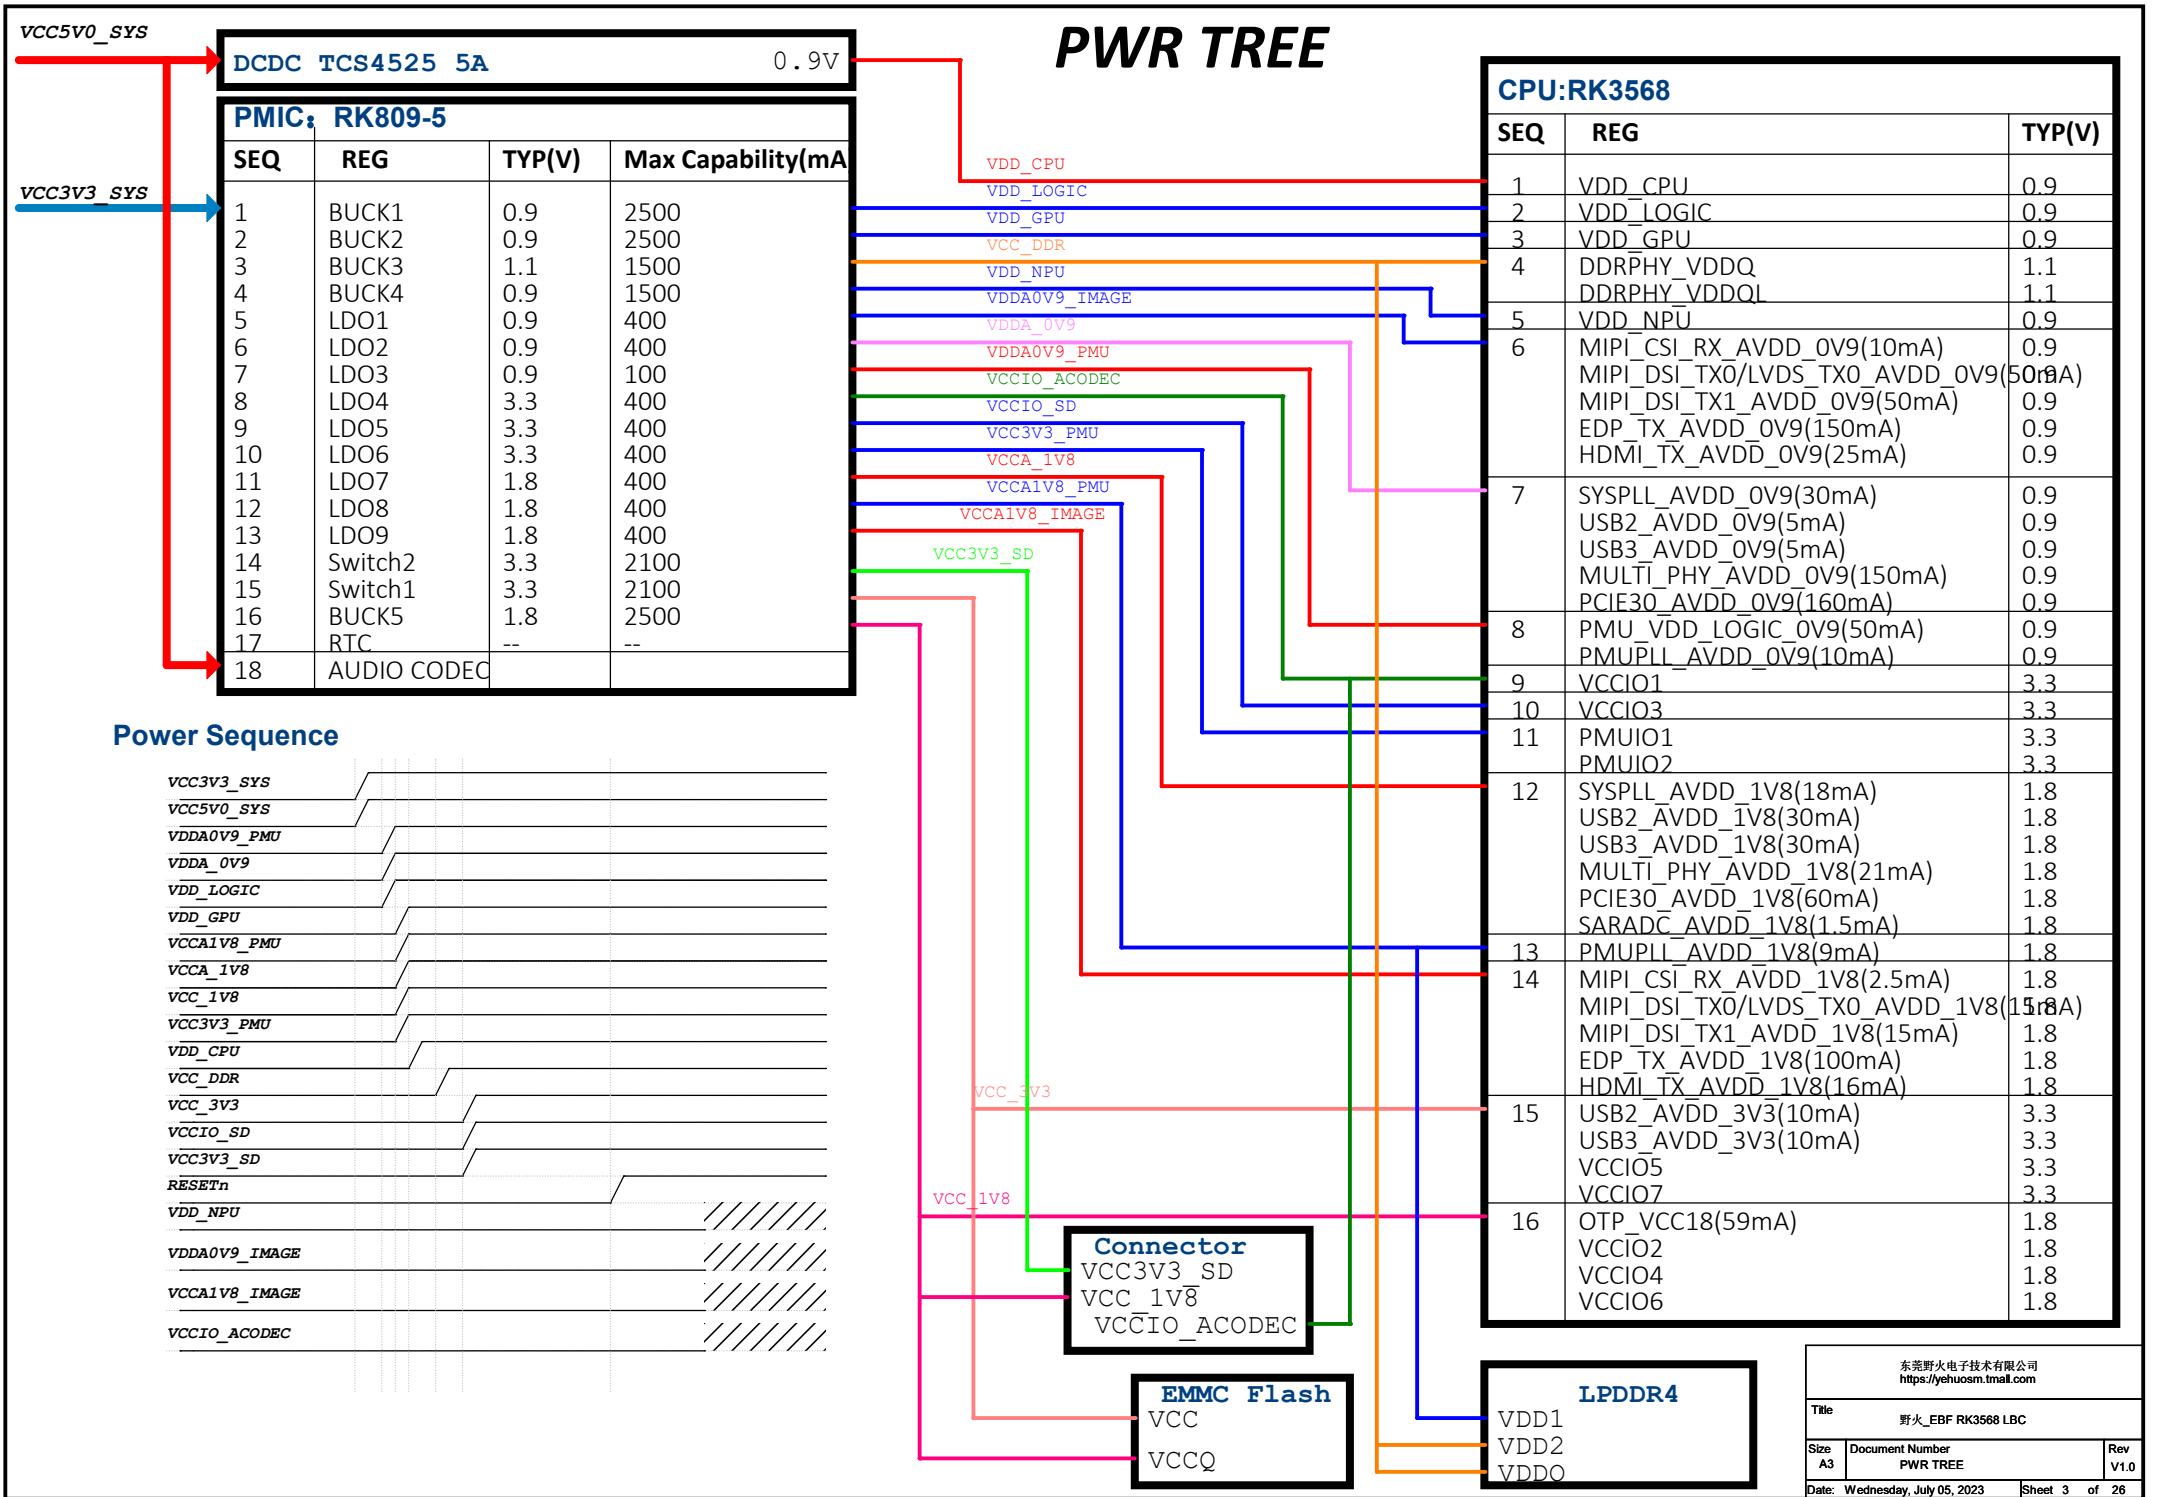 PWR TREE
VCC5V0_SYS
VCC3V3_SYS
DCDC TCS4525 5A 0.9V
PMIC：RK809-5
SEQ REG TYP(V) Max Capability(mA
1 BUCK1 0.9 2500
2 BUCK2 0.9 2500
3 BUCK3 1.1 1500
4 BUCK4 0.9 1500
5 LDO1 0.9 400
6 LDO2 0.9 400
7 LDO3 0.9 100
8 LDO4 3.3 400
9 LDO5 3.3 400
10 LDO6 3.3 400
11 LDO7 1.8 400
12 LDO8 1.8 400
13 LDO9 1.8 400
14 Switch2 3.3 2100
15 Switch1 3.3 2100
16 BUCK5 1.8 2500
17 RTC -- --
18 AUDIO CODEC
VDD_CPU
VDD_LOGIC
VDD_GPU
VCC_DDR
VDD_NPU
VDDA0V9_IMAGE
VDDA_0V9
VDDA0V9_PMU
VCCIO_ACODEC
VCCIO_SD
VCC3V3_PMU
VCCA_1V8
VCCA1V8_PMU
VCCA1V8_IMAGE
VCC3V3_SD
VCC_3V3
VCC_1V8
CPU:RK3568
SEQ REG TYP(V)
1 VDD_CPU 0.9
2 VDD_LOGIC 0.9
3 VDD_GPU 0.9
4 DDRPHY_VDDQ 1.1
DDRPHY_VDDQL 1.1
5 VDD_NPU 0.9
6 MIPI_CSI_RX_AVDD_0V9(10mA) 0.9
MIPI_DSI_TX0/LVDS_TX0_AVDD_0V9(50mA) 0.9
MIPI_DSI_TX1_AVDD_0V9(50mA) 0.9
EDP_TX_AVDD_0V9(150mA) 0.9
HDMI_TX_AVDD_0V9(25mA) 0.9
7 SYSPLL_AVDD_0V9(30mA) 0.9
USB2_AVDD_0V9(5mA) 0.9
USB3_AVDD_0V9(5mA) 0.9
MULTI_PHY_AVDD_0V9(150mA) 0.9
PCIE30_AVDD_0V9(160mA) 0.9
8 PMU_VDD_LOGIC_0V9(50mA) 0.9
PMUPLL_AVDD_0V9(10mA) 0.9
9 VCCIO1 3.3
10 VCCIO3 3.3
11 PMUIO1 3.3
PMUIO2 3.3
12 SYSPLL_AVDD_1V8(18mA) 1.8
USB2_AVDD_1V8(30mA) 1.8
USB3_AVDD_1V8(30mA) 1.8
MULTI_PHY_AVDD_1V8(21mA) 1.8
PCIE30_AVDD_1V8(60mA) 1.8
SARADC_AVDD_1V8(1.5mA) 1.8
13 PMUPLL_AVDD_1V8(9mA) 1.8
14 MIPI_CSI_RX_AVDD_1V8(2.5mA) 1.8
MIPI_DSI_TX0/LVDS_TX0_AVDD_1V8(15mA) 1.8
MIPI_DSI_TX1_AVDD_1V8(15mA) 1.8
EDP_TX_AVDD_1V8(100mA) 1.8
HDMI_TX_AVDD_1V8(16mA) 1.8
15 USB2_AVDD_3V3(10mA) 3.3
USB3_AVDD_3V3(10mA) 3.3
VCCIO5 3.3
VCCIO7 3.3
16 OTP_VCC18(59mA) 1.8
VCCIO2 1.8
VCCIO4 1.8
VCCIO6 1.8
Power Sequence
VCC3V3_SYS
VCC5V0_SYS
VDDA0V9_PMU
VDDA_0V9
VDD_LOGIC
VDD_GPU
VCCA1V8_PMU
VCCA_1V8
VCC_1V8
VCC3V3_PMU
VDD_CPU
VCC_DDR
VCC_3V3
VCCIO_SD
VCC3V3_SD
RESETn
VDD_NPU
VDDA0V9_IMAGE
VCCA1V8_IMAGE
VCCIO_ACODEC
Connector
VCC3V3_SD
VCC_1V8
VCCIO_ACODEC
EMMC Flash
VCC
VCCQ
LPDDR4
VDD1
VDD2
VDDO
东莞野火电子技术有限公司
https://yehuosm.tmall.com
Title
野火_EBF RK3568 LBC
Size Document Number Rev
A3 PWR TREE V1.0
Date: Wednesday, July 05, 2023 Sheet 3 of 26